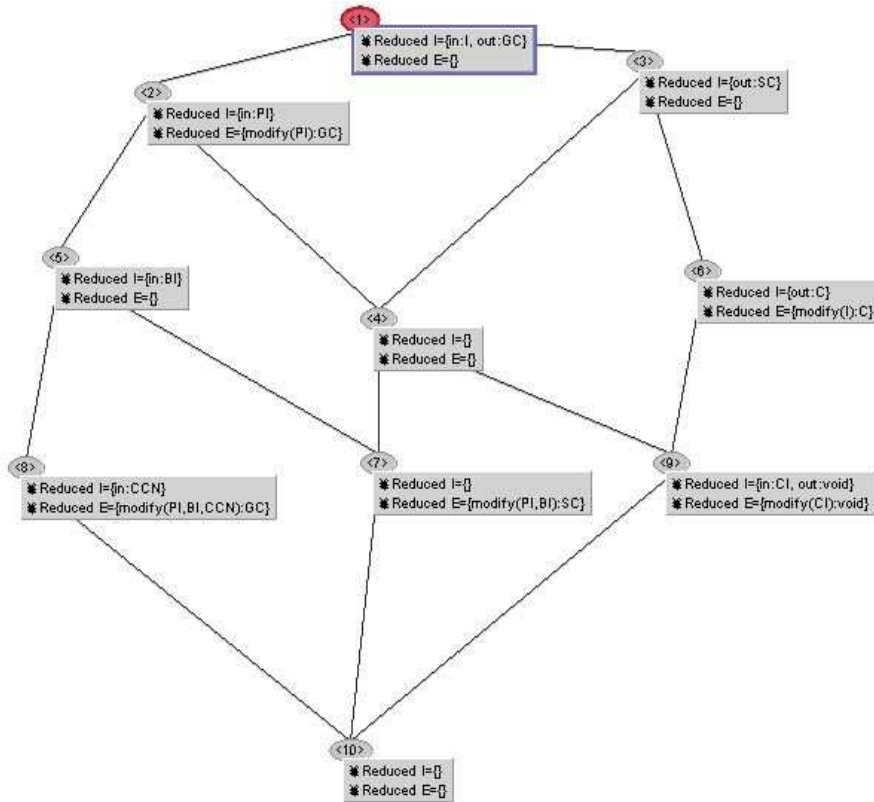 <1>
Reduced I={in:I, out:GC}
Reduced E={}
<3>
Reduced I={out:SC}
Reduced E={}
<2>
Reduced I={in:PI}
Reduced E={modify(PI):GC}
<5>
Reduced I={in:BI}
Reduced E={}
<6>
Reduced I={out:C}
Reduced E={modify(I):C}
<4>
Reduced I={}
Reduced E={}
<8>
Reduced I={in:CCN}
Reduced E={modify(PI,BI,CCN):GC}
<7>
Reduced I={}
Reduced E={modify(PI,BI):SC}
<9>
Reduced I={in:CI, out:void}
Reduced E={modify(CI):void}
<10>
Reduced I={}
Reduced E={}